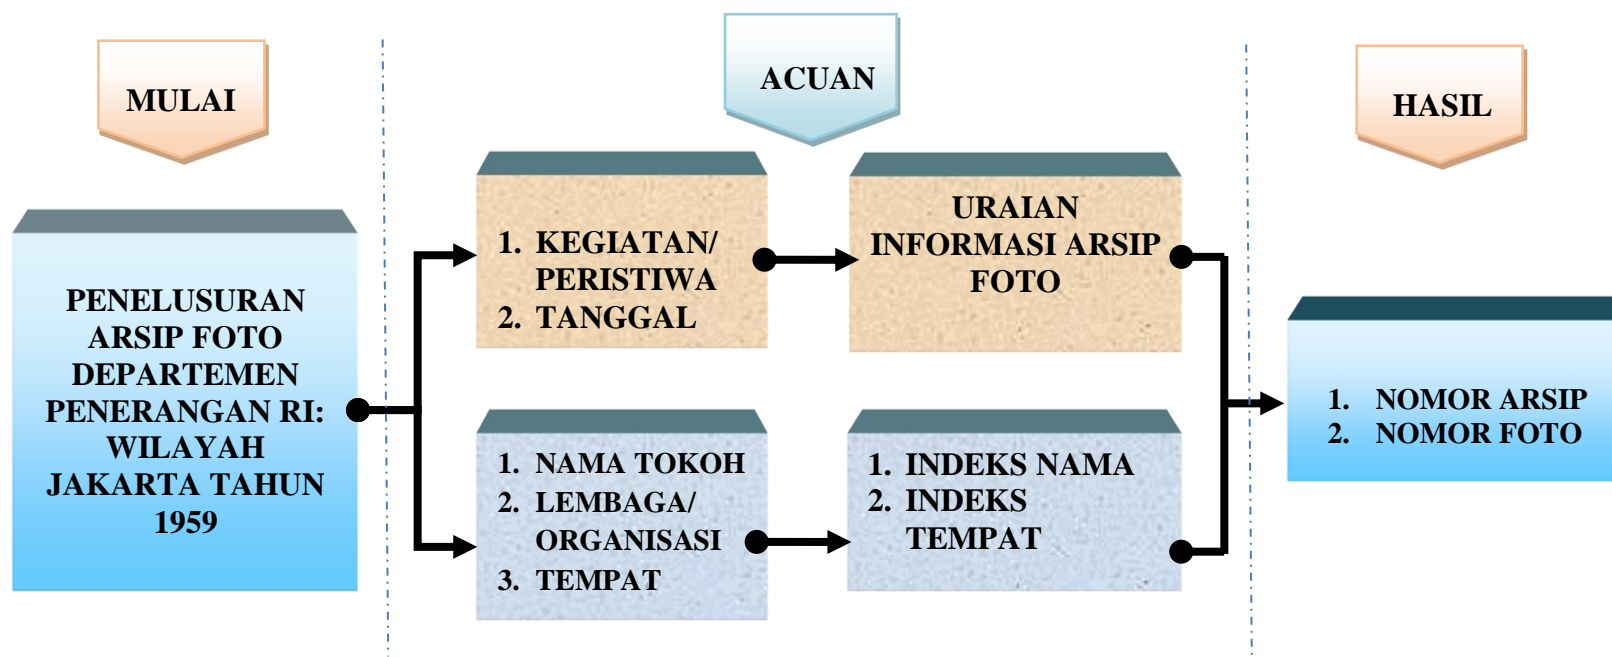 MULAI
ACUAN
HASIL
PENELUSURAN
ARSIP FOTO
DEPARTEMEN
PENERANGAN RI:
WILAYAH
JAKARTA TAHUN
1959
1. KEGIATAN/
PERISTIWA
2. TANGGAL
URAIAN
INFORMASI ARSIP
FOTO
1. NAMA TOKOH
2. LEMBAGA/
ORGANISASI
3. TEMPAT
1. INDEKS NAMA
2. INDEKS
TEMPAT
1. NOMOR ARSIP
2. NOMOR FOTO